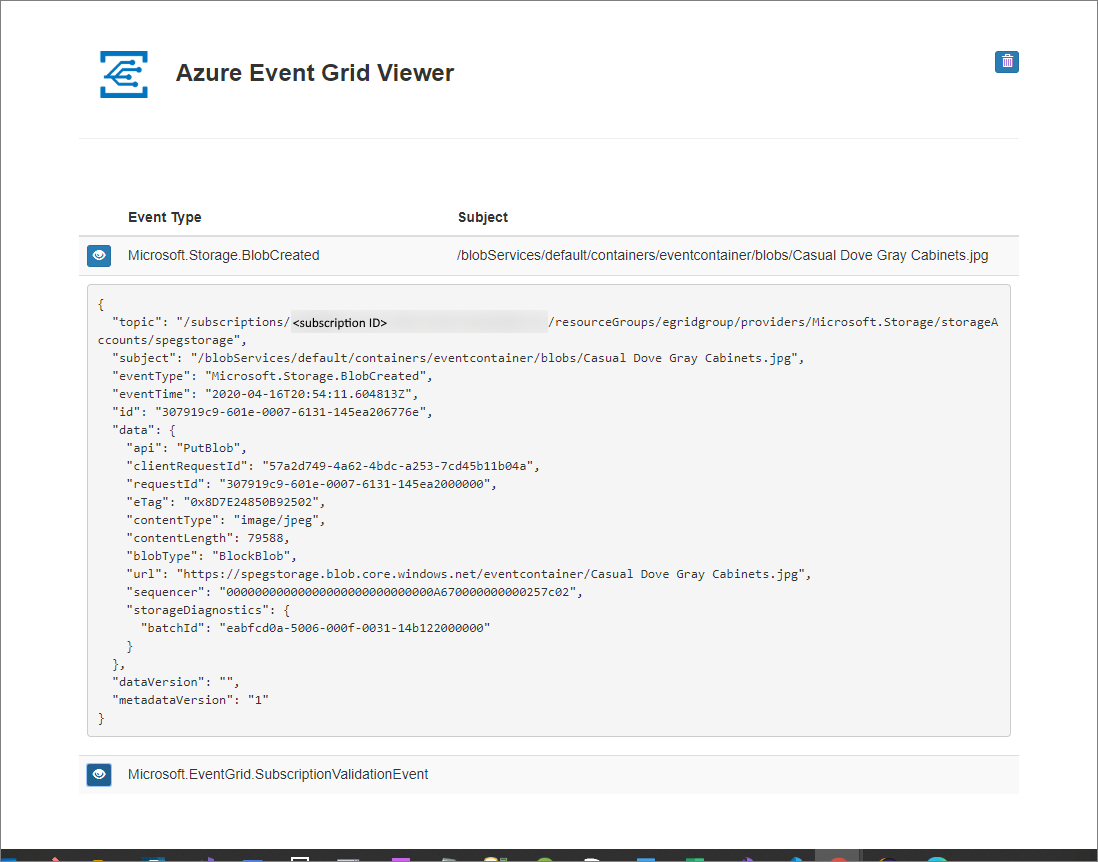 Azure Event Grid Viewer
Event Type Subject
Microsoft.Storage.BlobCreated /blobServices/default/containers/eventcontainer/blobs/Casual Dove Gray Cabinets.jpg
{
"topic": "/subscriptions/<subscription ID>/resourceGroups/egridgroup/providers/Microsoft.Storage/storageA
ccounts/spegstorage",
"subject": "/blobServices/default/containers/eventcontainer/blobs/Casual Dove Gray Cabinets.jpg",
"eventType": "Microsoft.Storage.BlobCreated",
"eventTime": "2020-04-16T20:54:11.604813Z",
"id": "307919c9-601e-0007-6131-145ea206776e",
"data": {
"api": "PutBlob",
"clientRequestId": "57a2d749-4a62-4bdc-a253-7cd45b11b04a",
"requestId": "307919c9-601e-0007-6131-145ea2000000",
"eTag": "0x8D7E24850B92502",
"contentType": "image/jpeg",
"contentLength": 79588,
"blobType": "BlockBlob",
"url": "https://spegstorage.blob.core.windows.net/eventcontainer/Casual Dove Gray Cabinets.jpg",
"sequencer": "00000000000000000000000000000A670000000000257c02",
"storageDiagnostics": {
"batchId": "eabfcd0a-5006-000f-0031-14b122000000"
}
},
"dataVersion": "",
"metadataVersion": "1"
}
Microsoft.EventGrid.SubscriptionValidationEvent